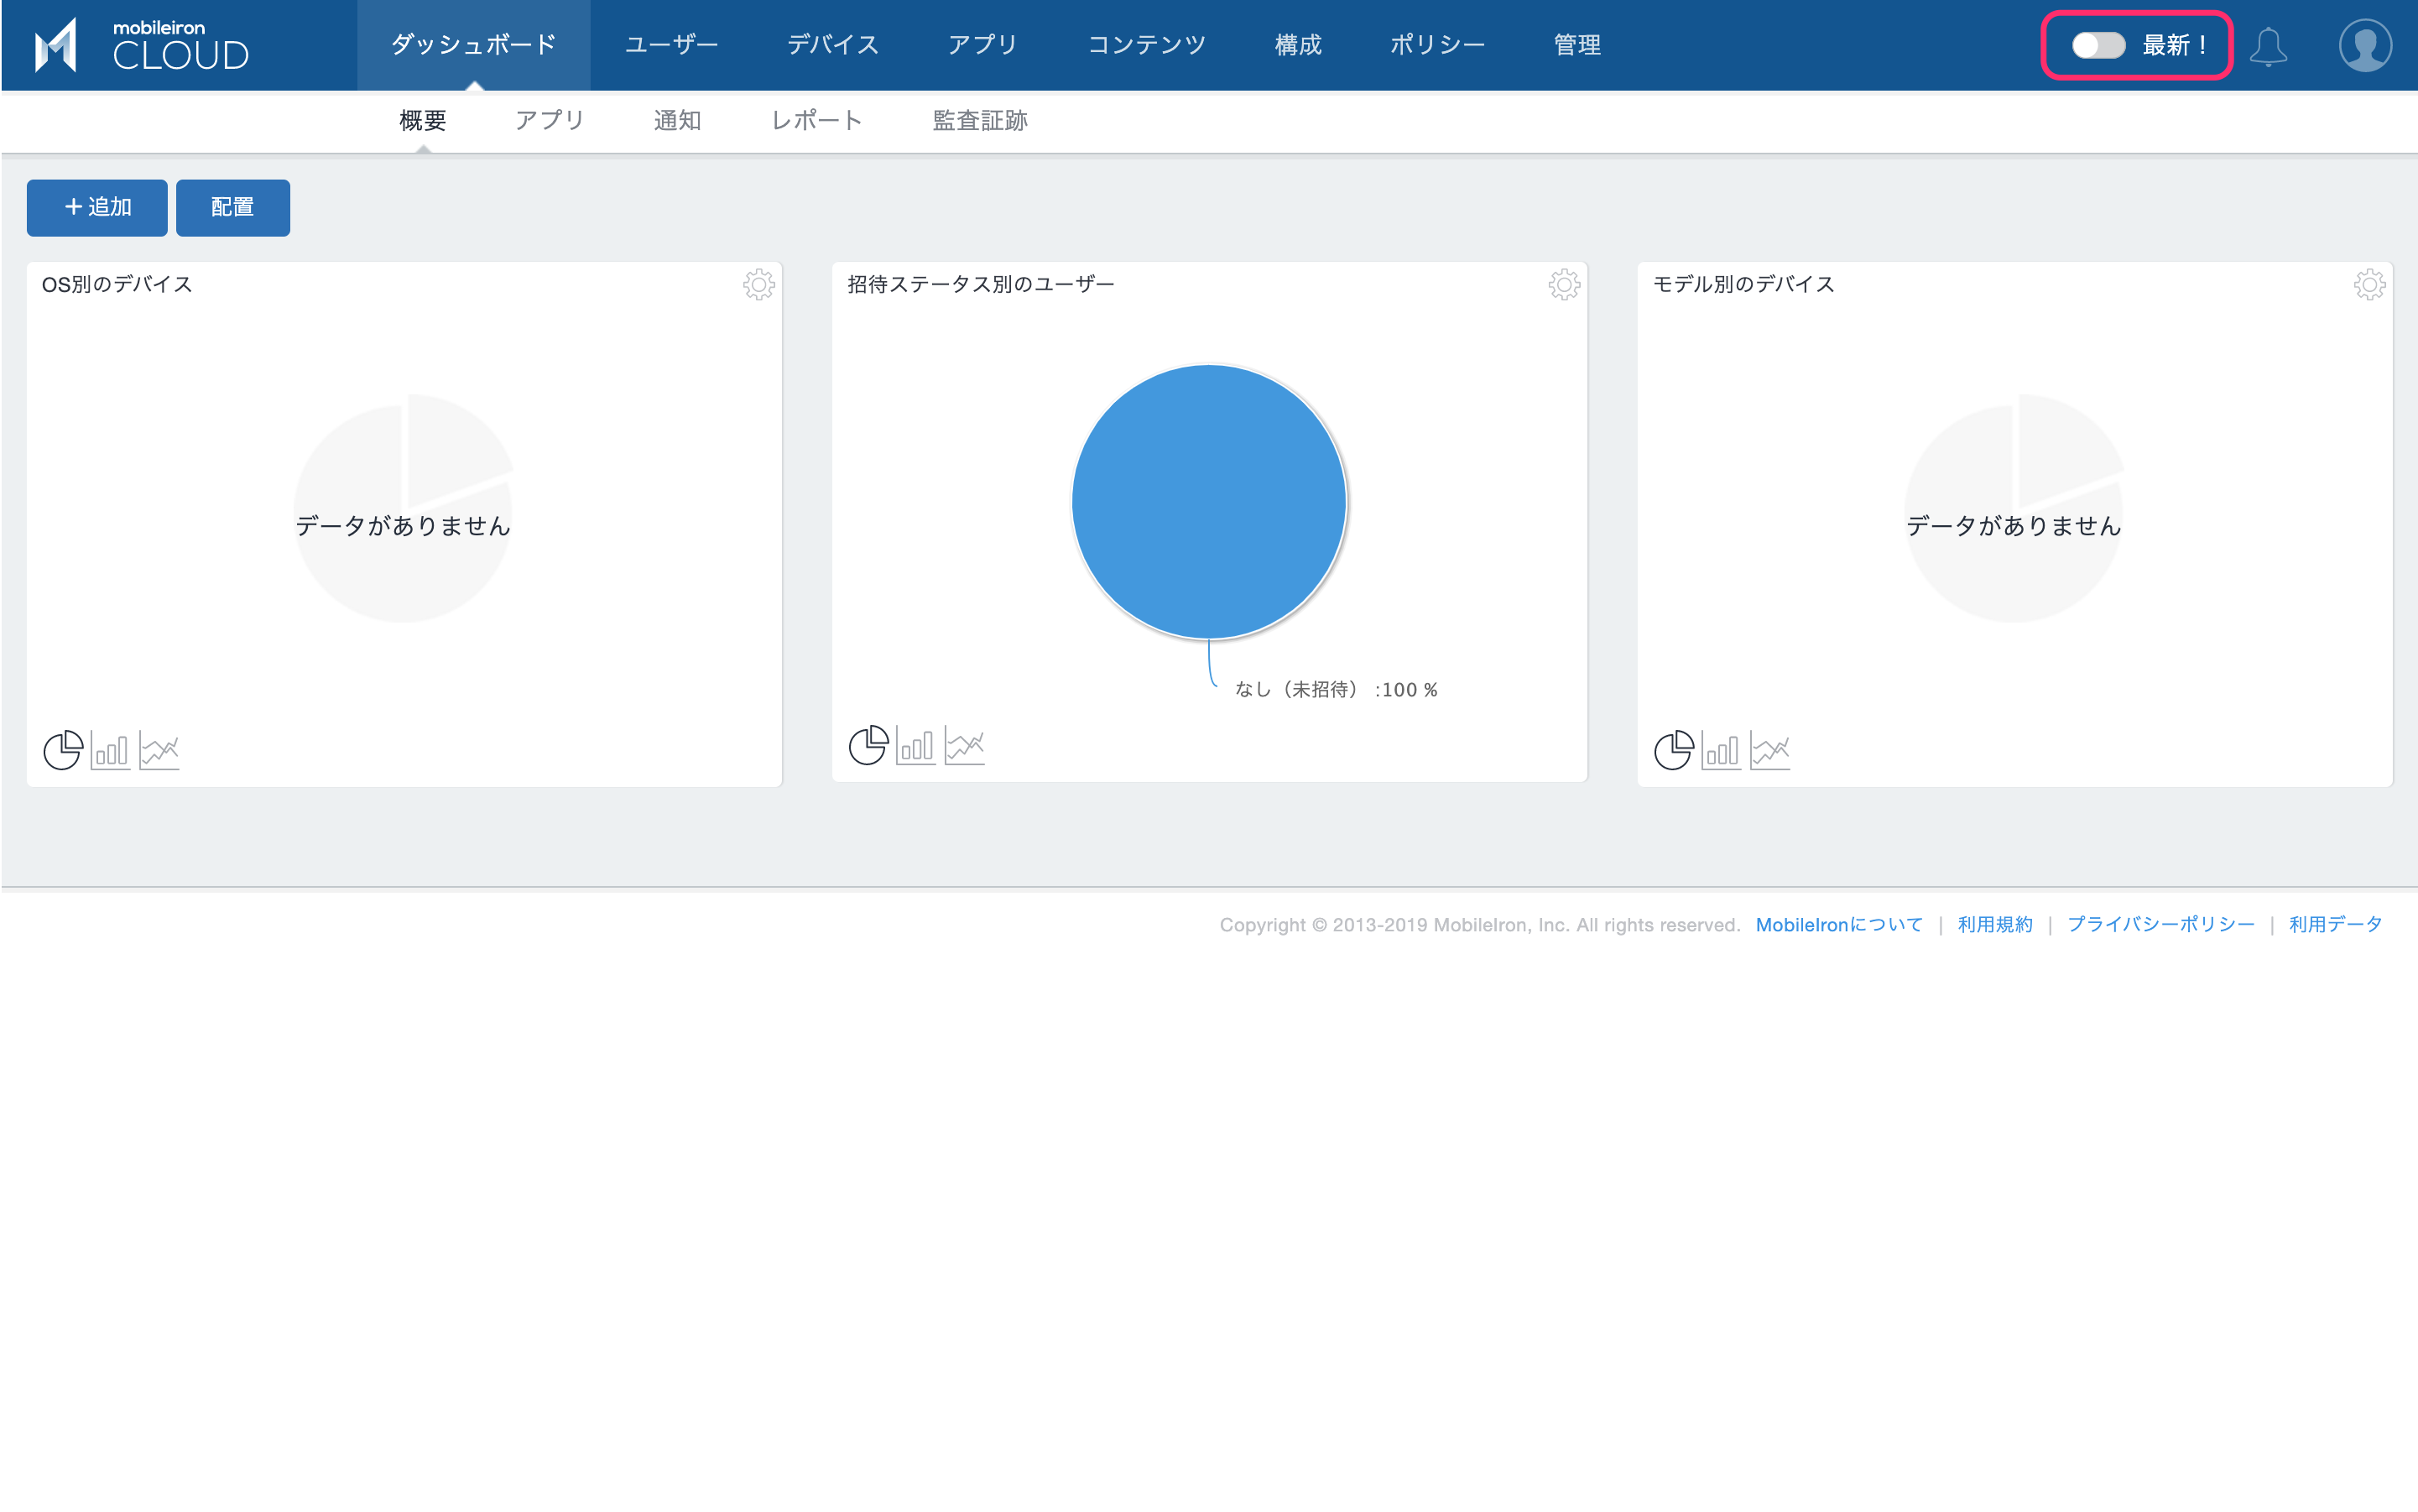 mobileiron
CLOUD
ダッシュボード
ユーザー
デバイス
アプリ
コンテンツ
構成
ポリシー
管理
最新！
概要
アプリ
通知
レポート
監査証跡
+ 追加
配置
OS別のデバイス
データがありません
招待ステータス別のユーザー
なし（未招待） :100 %
モデル別のデバイス
データがありません
Copyright © 2013-2019 MobileIron, Inc. All rights reserved. MobileIronについて | 利用規約 | プライバシーポリシー | 利用データ